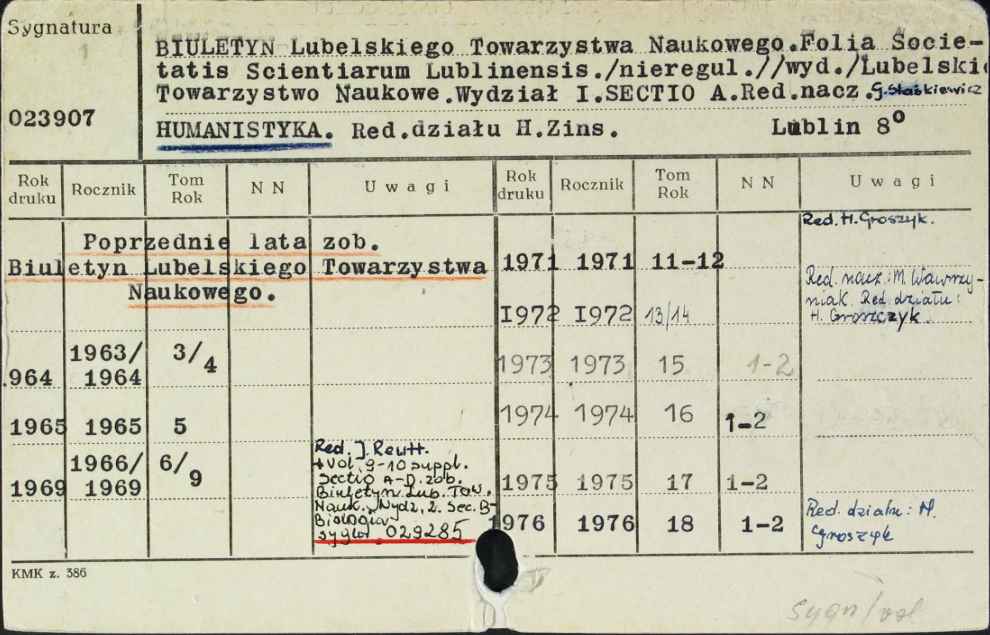 Sygnatura
BIULETYN Lubelskiego Towarzystwa Naukowego.Folia Socie-
tatis Scientiarum Lublinensis./nieregul.//wyd./Lubelskie
Towarzystwo Naukowe.Wydział I.SECTIO A.Red.nacz.G.Staśkiewicz
023907
HUMANISTYKA. Red.działu H.Zins. Lublin 8°
Rok druku Rocznik Tom Rok N N Uwagi Rok druku Rocznik Tom Rok N N Uwagi
Poprzednie lata zob.
Biuletyn Lubelskiego Towarzystwa
Naukowego.
.964 1963/1964 3/4
1965 1965 5
1969 1966/1969 6/9
Red. J. Reutt.
+ vol. 9-10 suppl.
Sectio A-D. zob.
Biuletyn Lub. Tow.
Nauk. Wydz. 2. Sec. B-
Biologia
sygn. 029285
1971 1971 11-12 Red. H. Groszyk.
I972 I972 13/14 Red. nacz.: M. Wawrzy-
niak. Red. działu:
H. Groszczyk.
1973 1973 15 1-2
1974 1974 16 1-2
1975 1975 17 1-2
1976 1976 18 1-2 Red. działu: H.
Groszyk
KMK z. 386